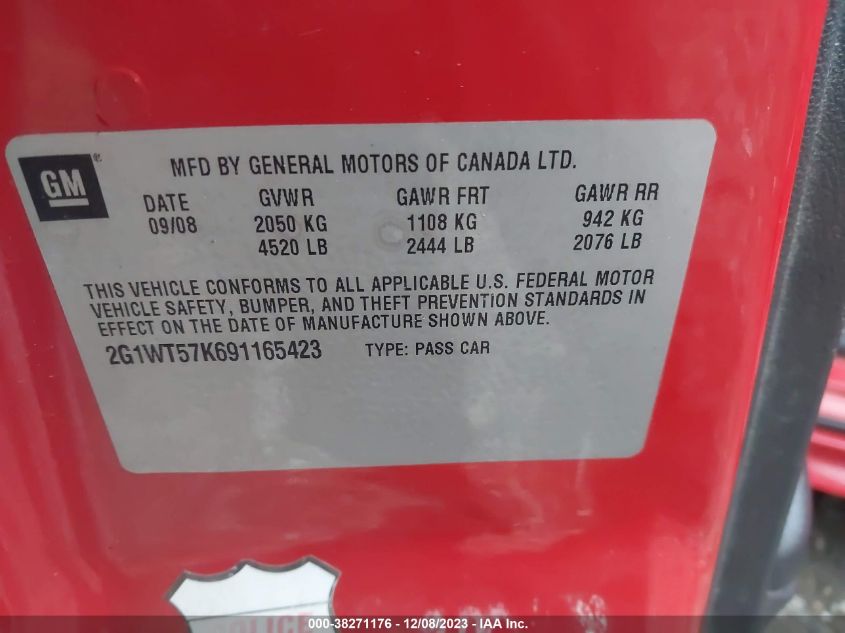 GM ®
MFD BY GENERAL MOTORS OF CANADA LTD.
DATE GVWR GAWR FRT GAWR RR
09/08 2050 KG 1108 KG 942 KG
4520 LB 2444 LB 2076 LB
THIS VEHICLE CONFORMS TO ALL APPLICABLE U.S. FEDERAL MOTOR
VEHICLE SAFETY, BUMPER, AND THEFT PREVENTION STANDARDS IN
EFFECT ON THE DATE OF MANUFACTURE SHOWN ABOVE.
2G1WT57K691165423 TYPE: PASS CAR
POLICE
000-38271176 - 12/08/2023 - © IAA Inc.